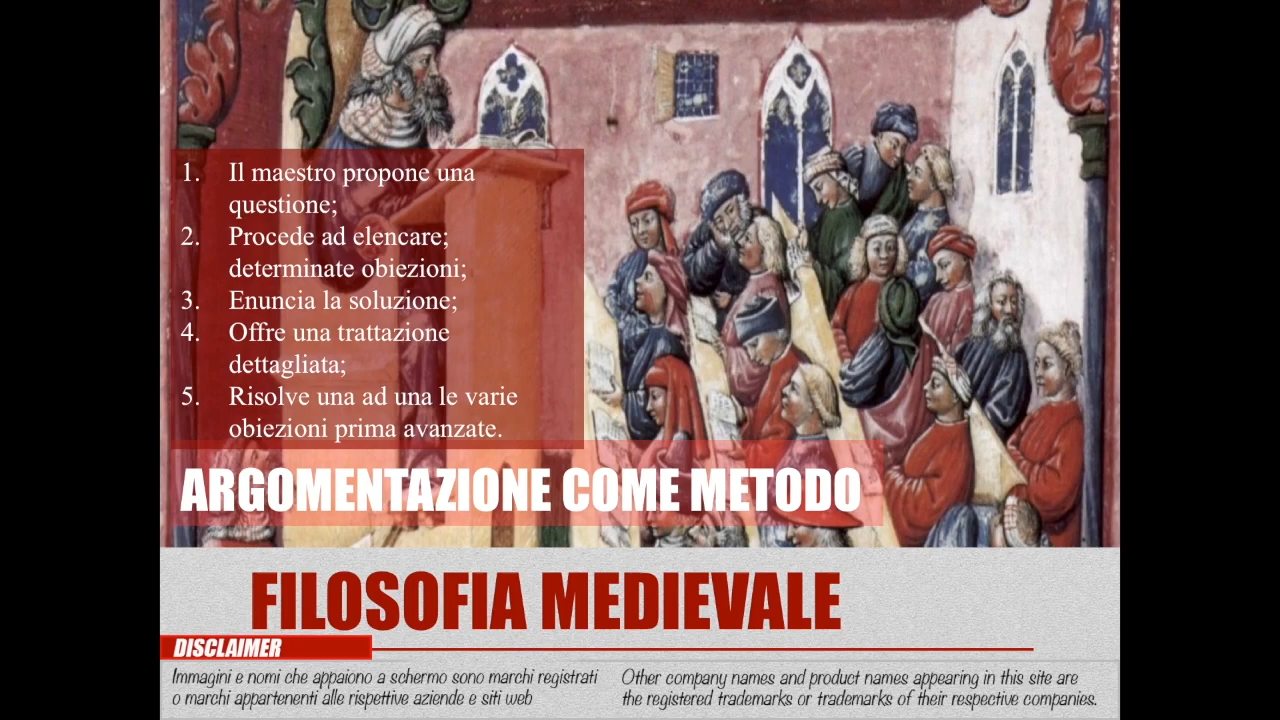 1. Il maestro propone una
questione;
2. Procede ad elencare;
determinate obiezioni;
3. Enuncia la soluzione;
4. Offre una trattazione
dettagliata;
5. Risolve una ad una le varie
obiezioni prima avanzate.
ARGOMENTAZIONE COME METODO
FILOSOFIA MEDIEVALE
DISCLAIMER
Immagini e nomi che appaiono a schermo sono marchi registrati
o marchi appartenenti alle rispettive aziende e siti web
Other company names and product names appearing in this site are
the registered trademarks or trademarks of their respective companies.